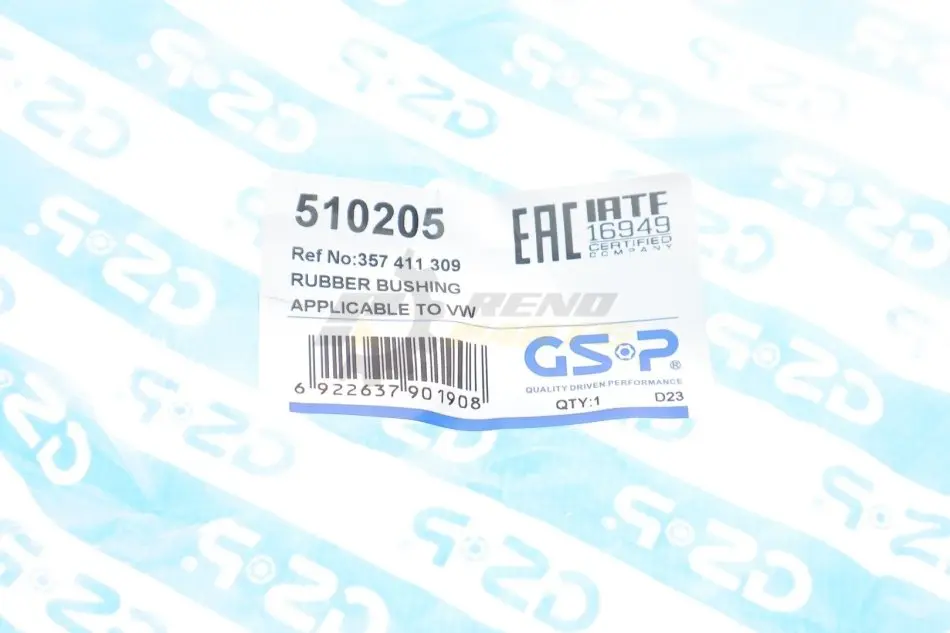 510205
EAC
IATF
16949
CERTIFIED
COMPANY
Ref No:357 411 309
RUBBER BUSHING
APPLICABLE TO VW
RENO
GSP®
QUALITY DRIVEN PERFORMANCE
6 922637 901908
QTY:1
D23